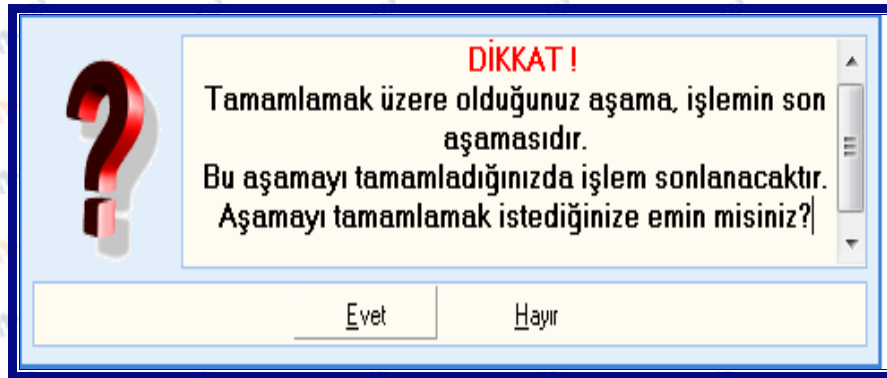 DİKKAT !
Tamamlamak üzere olduğunuz aşama, işlemin son
aşamasıdır.
Bu aşamayı tamamladığınızda işlem sonlanacaktır.
Aşamayı tamamlamak istediğinize emin misiniz?
Evet Hayır